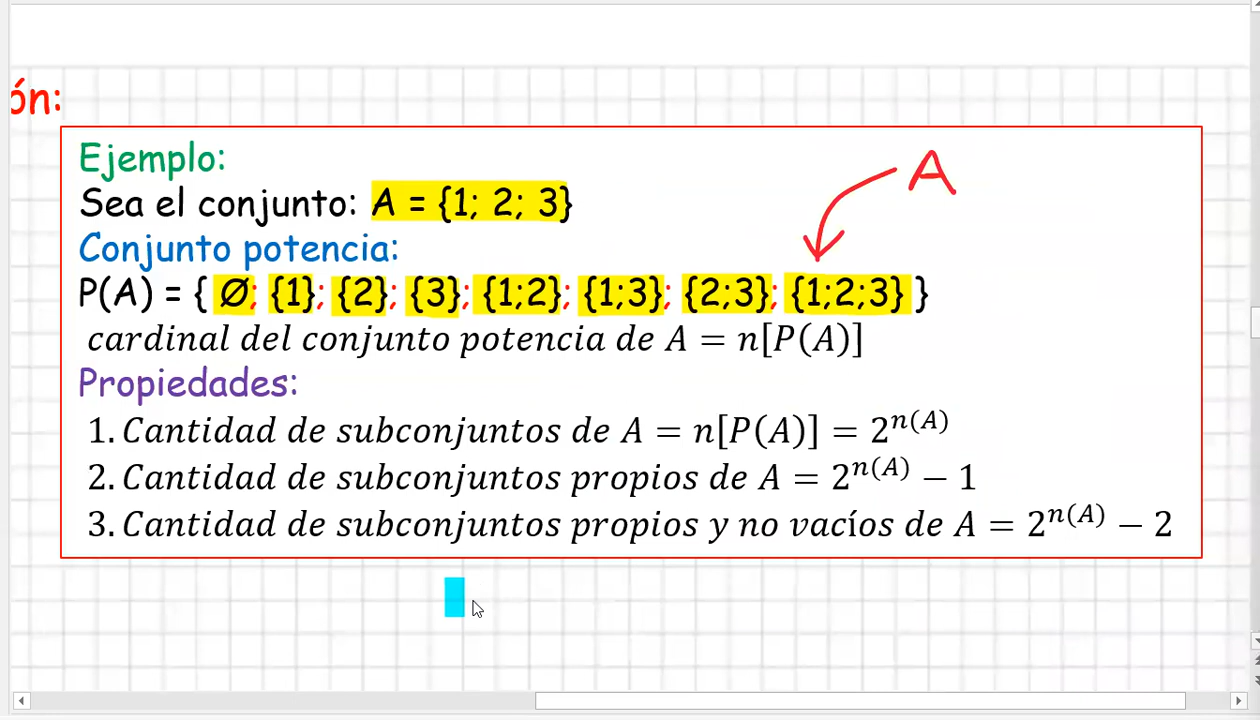 ón:
Ejemplo:
A
Sea el conjunto: A = {1; 2; 3}
Conjunto potencia:
P(A) = { Ø; {1}; {2}; {3}; {1;2}; {1;3}; {2;3}; {1;2;3} }
cardinal del conjunto potencia de A = n[P(A)]
Propiedades:
1. Cantidad de subconjuntos de A = n[P(A)] = 2^{n(A)}
2. Cantidad de subconjuntos propios de A = 2^{n(A)} − 1
3. Cantidad de subconjuntos propios y no vacíos de A = 2^{n(A)} − 2